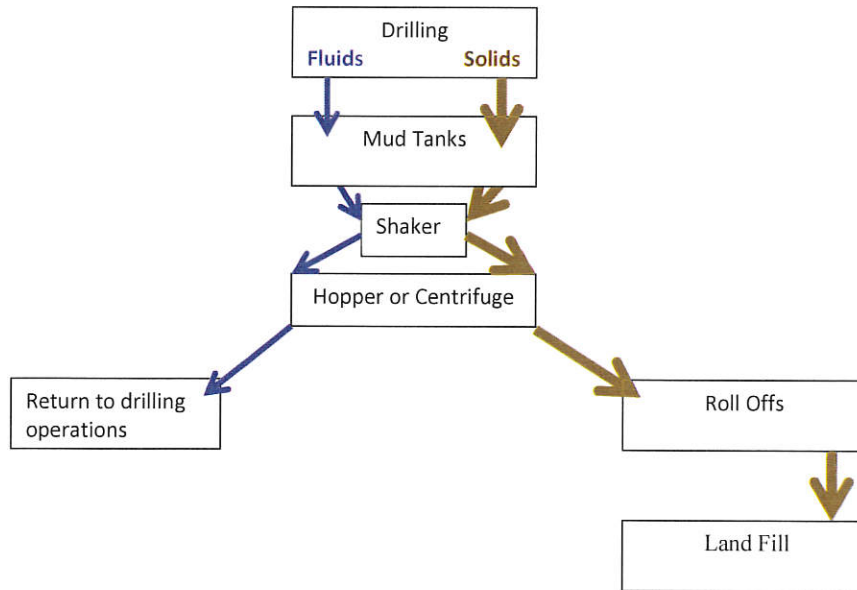 Drilling
Fluids Solids
Mud Tanks
Shaker
Hopper or Centrifuge
Return to drilling
operations
Roll Offs
Land Fill